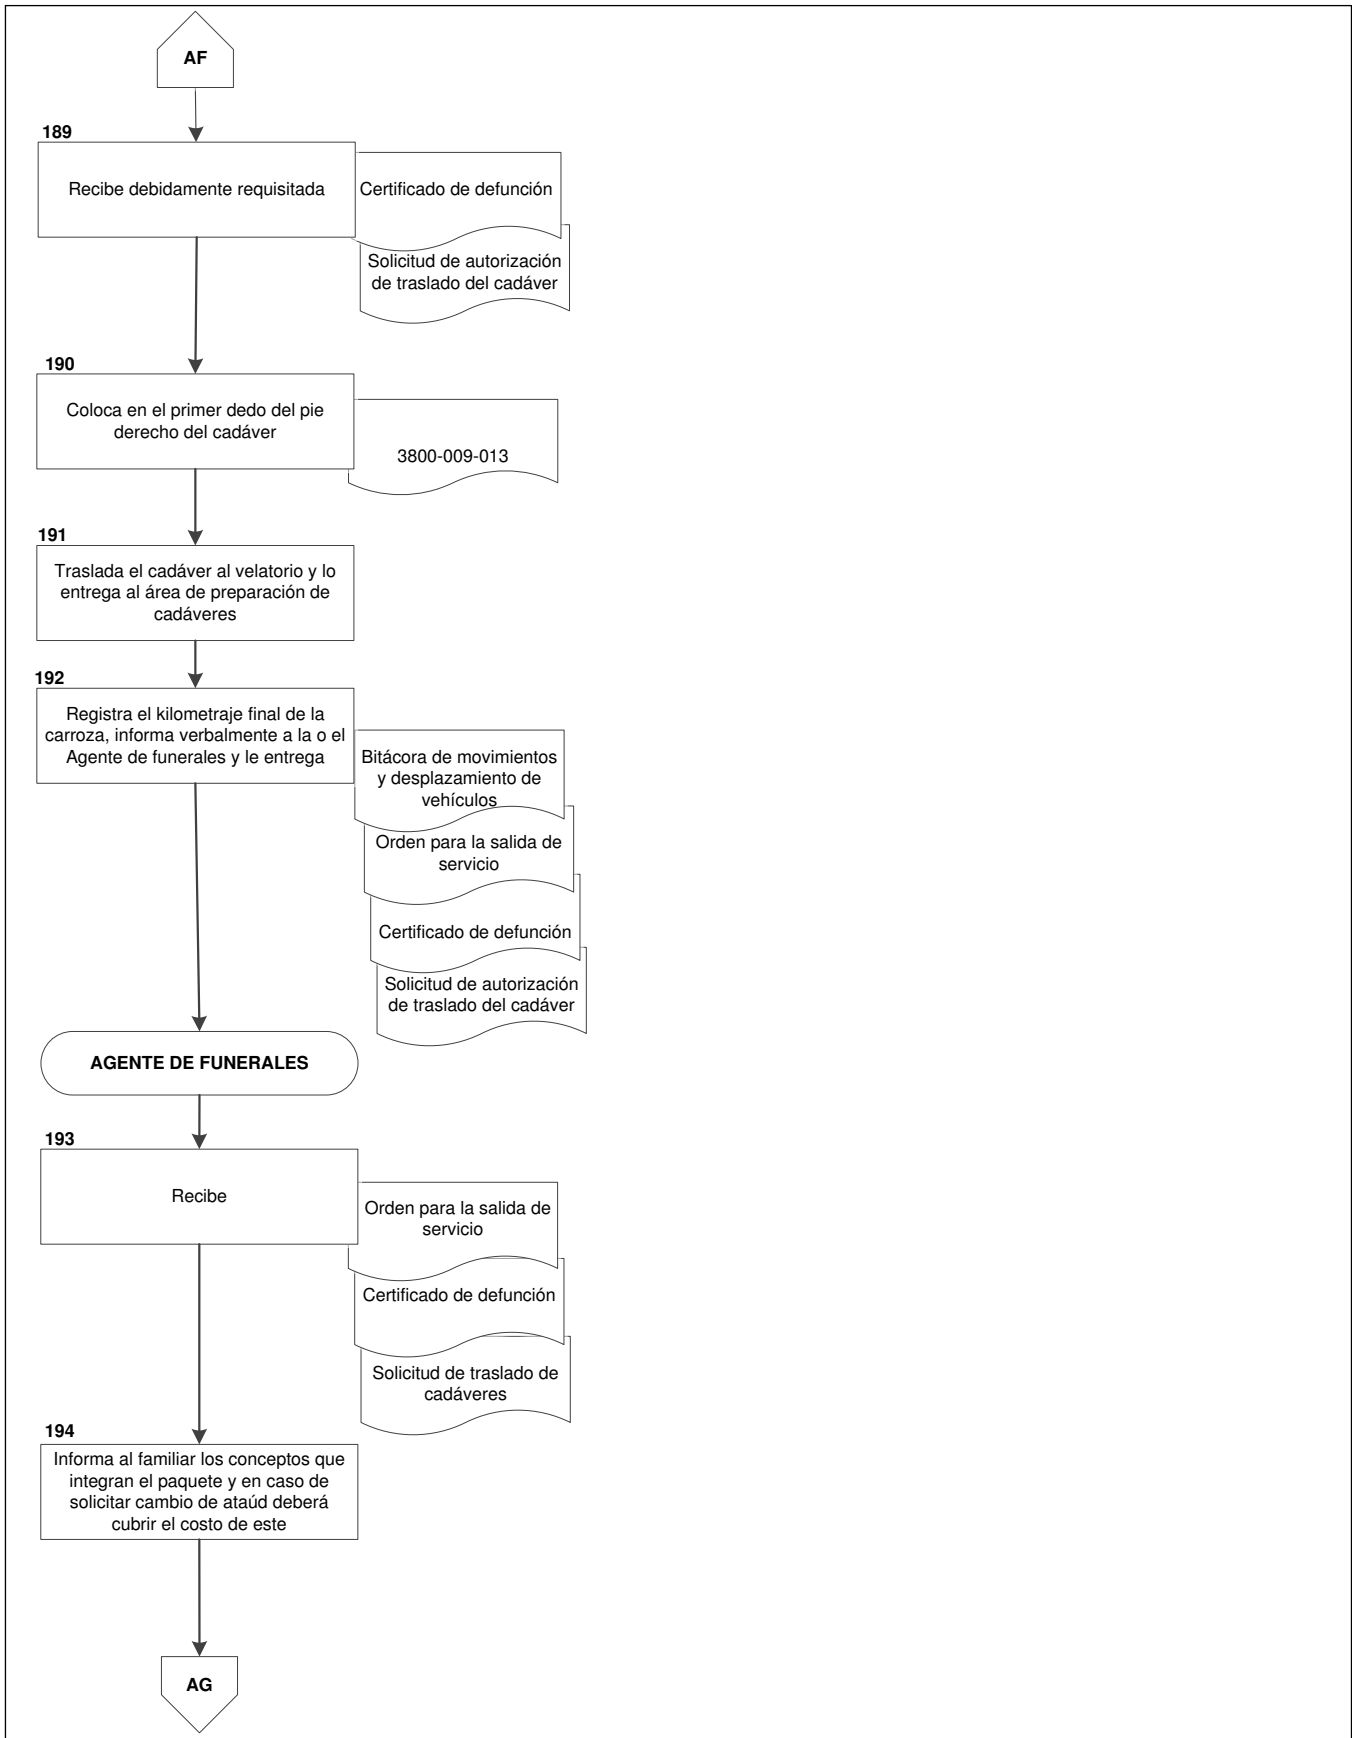 AF
189
Recibe debidamente requisitada
Certificado de defunción
Solicitud de autorización
de traslado del cadáver
190
Coloca en el primer dedo del pie
derecho del cadáver
3800-009-013
191
Traslada el cadáver al velatorio y lo
entrega al área de preparación de
cadáveres
192
Registra el kilometraje final de la
carroza, informa verbalmente a la o el
Agente de funerales y le entrega
Bitácora de movimientos
y desplazamiento de
vehículos
Orden para la salida de
servicio
Certificado de defunción
Solicitud de autorización
de traslado del cadáver
AGENTE DE FUNERALES
193
Recibe
Orden para la salida de
servicio
Certificado de defunción
Solicitud de traslado de
cadáveres
194
Informa al familiar los conceptos que
integran el paquete y en caso de
solicitar cambio de ataúd deberá
cubrir el costo de este
AG